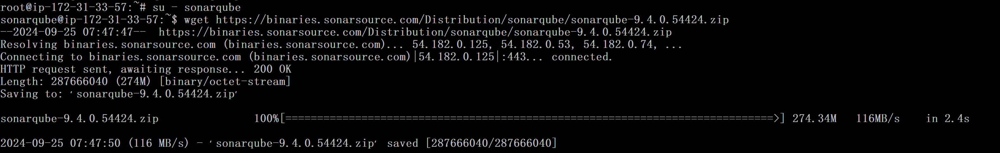 root@ip-172-31-33-57:~# su - sonarqube
sonarqube@ip-172-31-33-57:~$ wget https://binaries.sonarsource.com/Distribution/sonarqube/sonarqube-9.4.0.54424.zip
--2024-09-25 07:47:47--  https://binaries.sonarsource.com/Distribution/sonarqube/sonarqube-9.4.0.54424.zip
Resolving binaries.sonarsource.com (binaries.sonarsource.com)... 54.182.0.125, 54.182.0.53, 54.182.0.74, ...
Connecting to binaries.sonarsource.com (binaries.sonarsource.com)|54.182.0.125|:443... connected.
HTTP request sent, awaiting response... 200 OK
Length: 287666040 (274M) [binary/octet-stream]
Saving to: ‘sonarqube-9.4.0.54424.zip’
sonarqube-9.4.0.54424.zip 100%[=============================================================================>] 274.34M 116MB/s in 2.4s
2024-09-25 07:47:50 (116 MB/s) - ‘sonarqube-9.4.0.54424.zip’ saved [287666040/287666040]